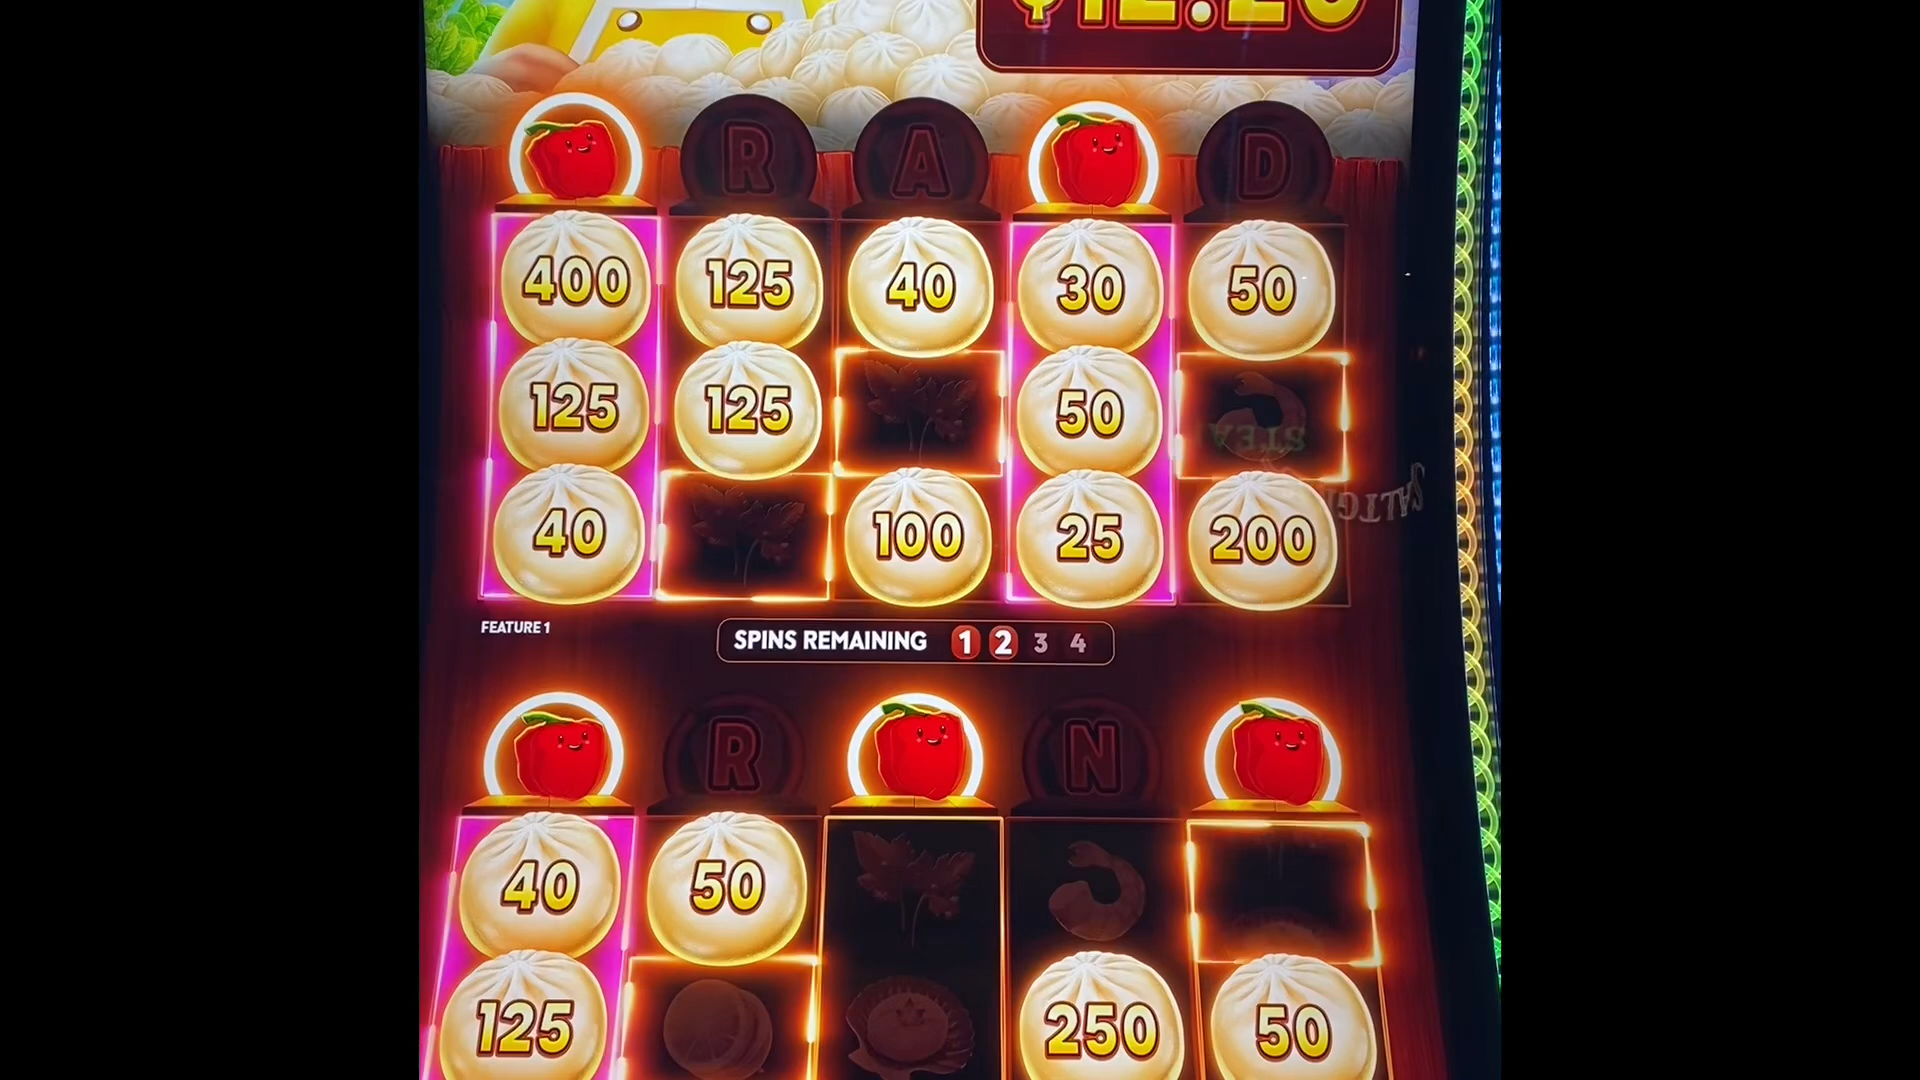 R A D
400 125 40 30 50
125 125 50
40 100 25 200
FEATURE 1
SPINS REMAINING 1 2 3 4
R N
40 50
125 250 50